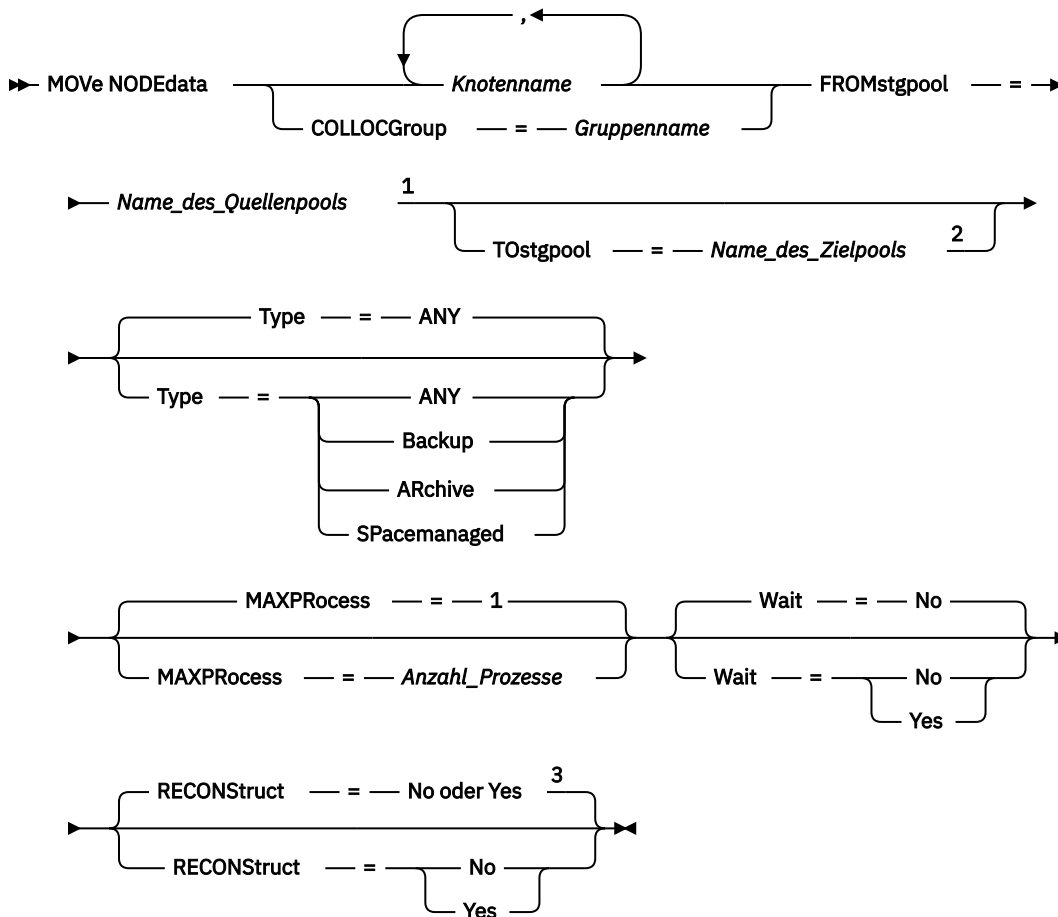 ,
MOVe NODEdata Knotenname FROMstgpool =
COLLOCGroup = Gruppenname
Name_des_Quellenpools 1
TOstgpool = Name_des_Zielpools 2
Type = ANY
Type = ANY
Backup
ARchive
SPacemanaged
MAXPRocess = 1 Wait = No
MAXPRocess = Anzahl_Prozesse Wait = No
Yes
RECONStruct = No oder Yes 3
RECONStruct = No
Yes